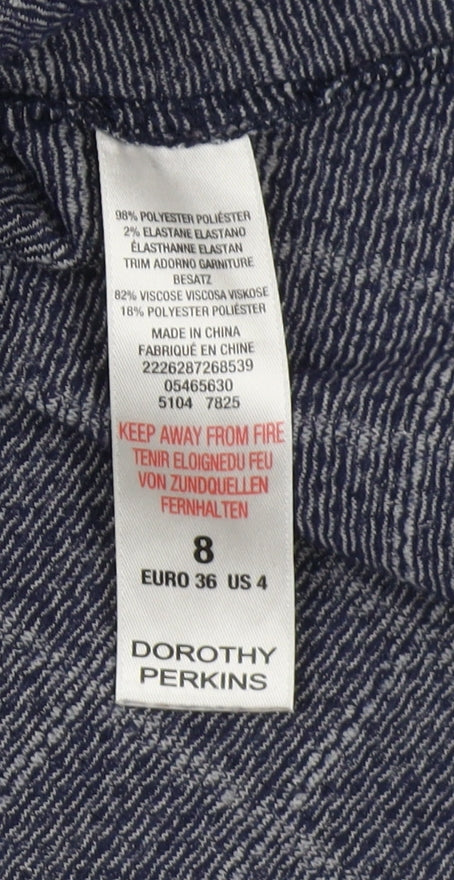 98% POLYESTER POLIÉSTER
2% ELASTANE ELASTANO
ÉLASTHANNE ELASTAN
TRIM ADORNO GARNITURE
BESATZ
82% VISCOSE VISCOSA VISKOSE
18% POLYESTER POLIÉSTER
MADE IN CHINA
FABRIQUÉ EN CHINE
2226287268539
05465630
5104 7825
KEEP AWAY FROM FIRE
TENIR ELOIGNEDU FEU
VON ZUNDQUELLEN
FERNHALTEN
8
EURO 36 US 4
DOROTHY
PERKINS